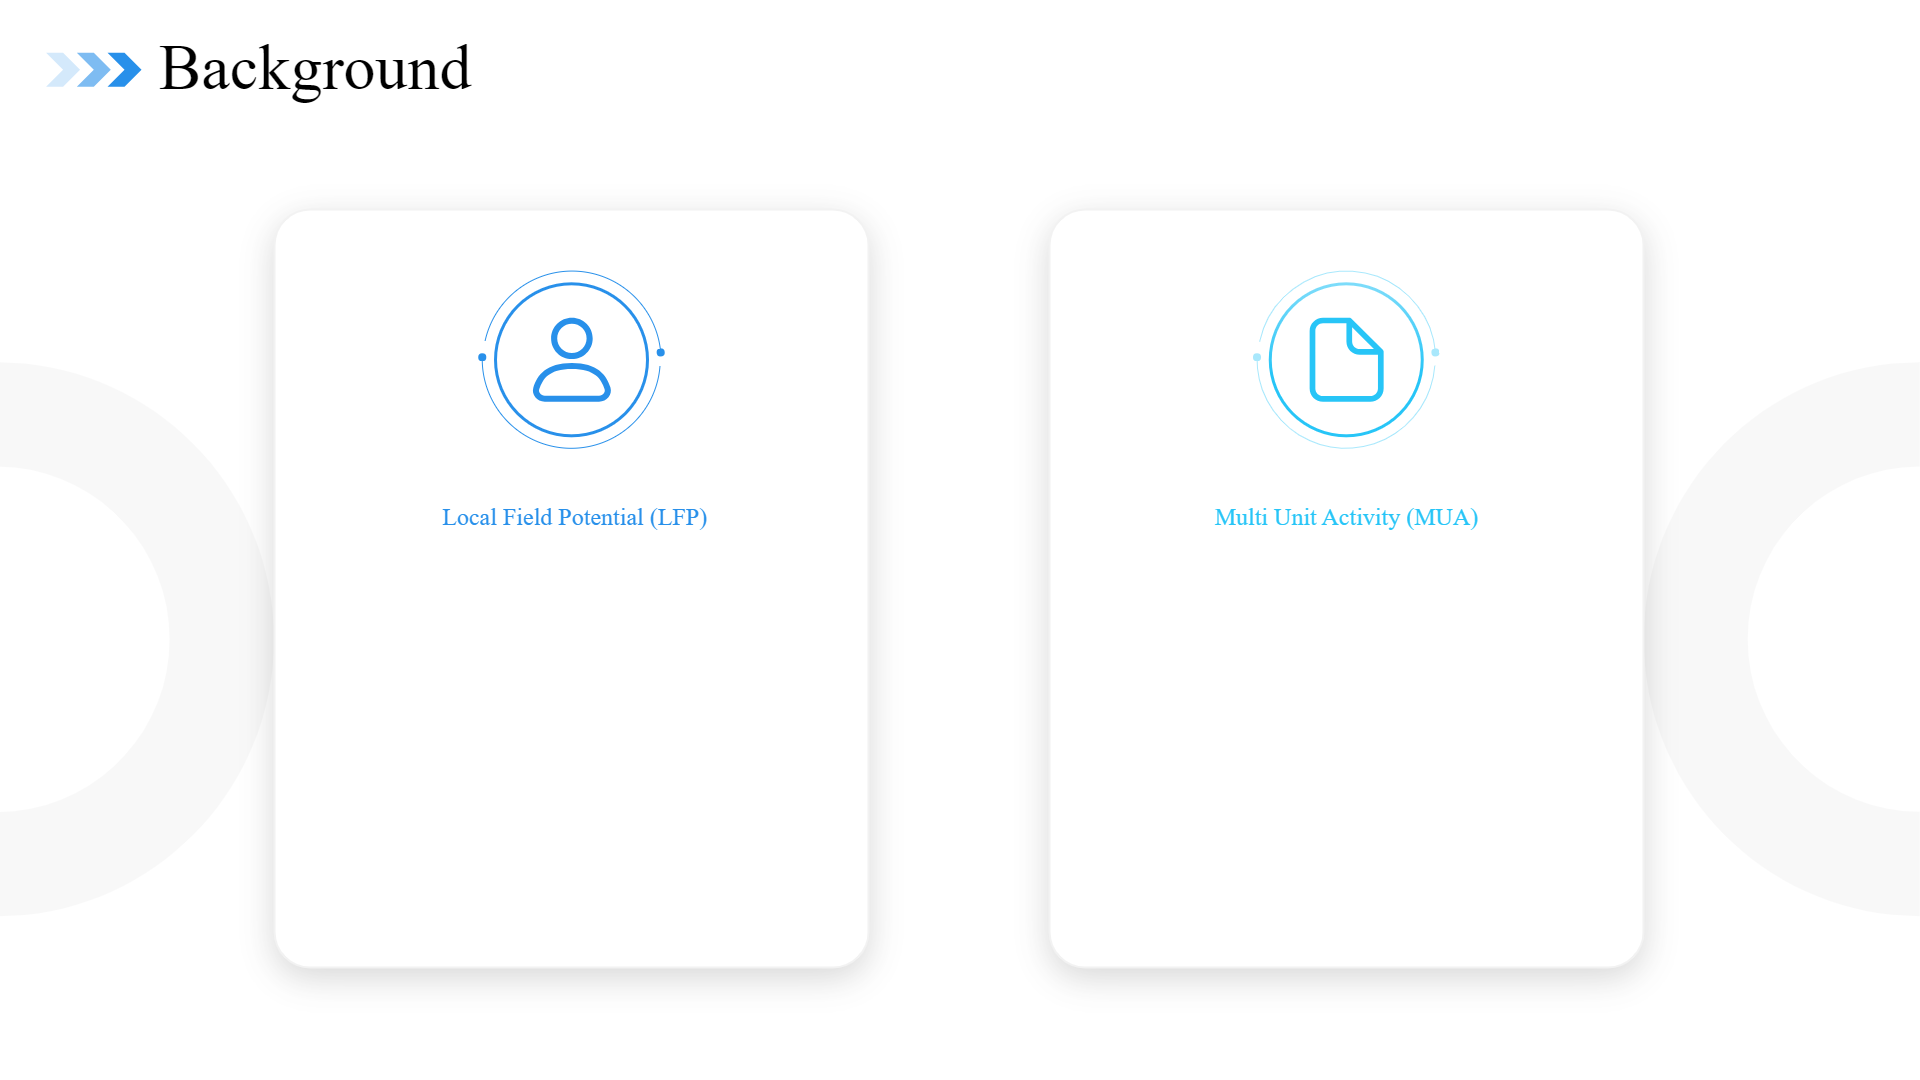 Background
Local Field Potential (LFP)
Multi Unit Activity (MUA)